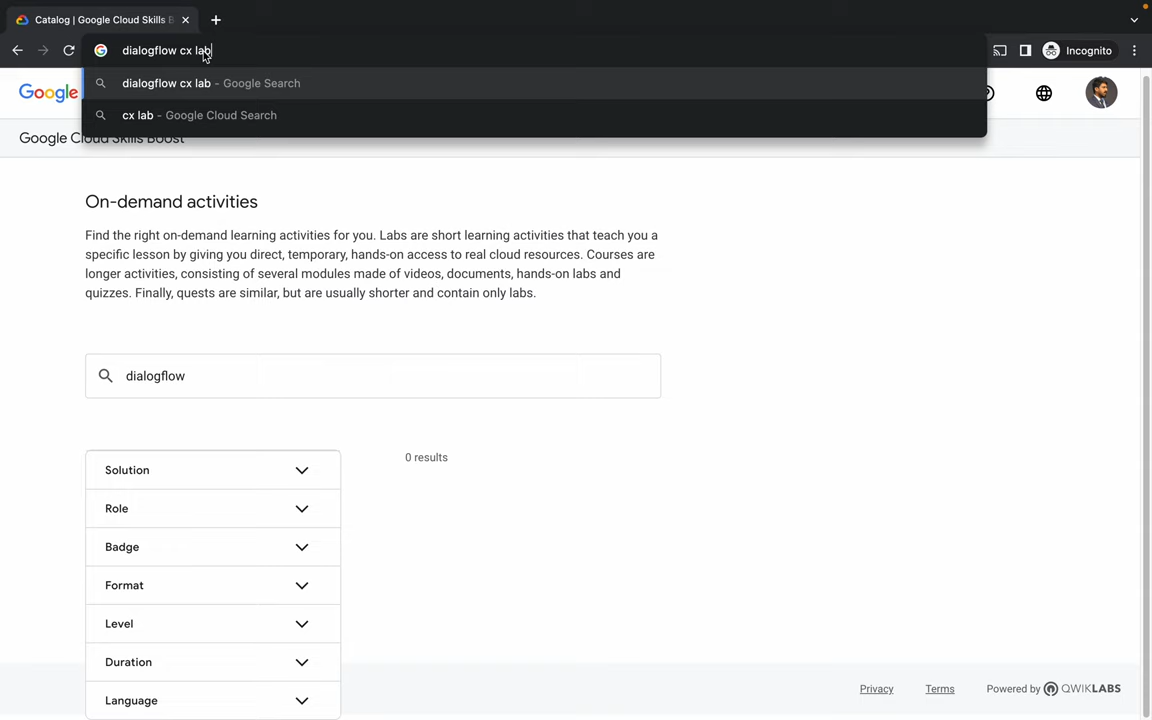 Catalog | Google Cloud Skills B
dialogflow cx lab
Incognito
dialogflow cx lab - Google Search
cx lab - Google Cloud Search
Google
Google Cloud Skills Boost
On-demand activities
Find the right on-demand learning activities for you. Labs are short learning activities that teach you a
specific lesson by giving you direct, temporary, hands-on access to real cloud resources. Courses are
longer activities, consisting of several modules made of videos, documents, hands-on labs and
quizzes. Finally, quests are similar, but are usually shorter and contain only labs.
dialogflow
0 results
Solution
Role
Badge
Format
Level
Duration
Language
Privacy
Terms
Powered by QWIKLABS